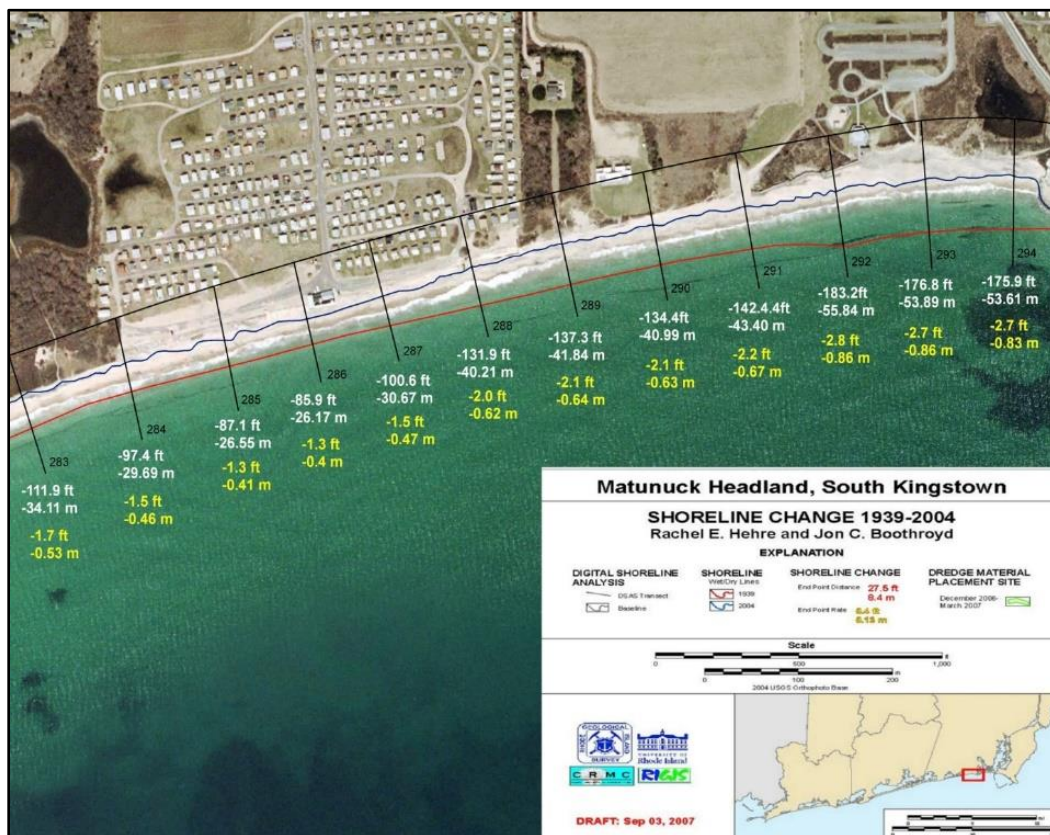 283
-111.9 ft
-34.11 m
-1.7 ft
-0.53 m
284
-97.4 ft
-29.69 m
-1.5 ft
-0.46 m
285
-87.1 ft
-26.55 m
-1.3 ft
-0.41 m
286
-85.9 ft
-26.17 m
-1.3 ft
-0.4 m
287
-100.6 ft
-30.67 m
-1.5 ft
-0.47 m
288
-131.9 ft
-40.21 m
-2.0 ft
-0.62 m
289
-137.3 ft
-41.84 m
-2.1 ft
-0.64 m
290
-134.4ft
-40.99 m
-2.1 ft
-0.63 m
291
-142.4.4ft
-43.40 m
-2.2 ft
-0.67 m
292
-183.2ft
-55.84 m
-2.8 ft
-0.86 m
293
-176.8 ft
-53.89 m
-2.7 ft
-0.86 m
294
-175.9 ft
-53.61 m
-2.7 ft
-0.83 m
Matunuck Headland, South Kingstown
SHORELINE CHANGE 1939-2004
Rachel E. Hehre and Jon C. Boothroyd
EXPLANATION
DIGITAL SHORELINE
ANALYSIS
DSAS Transect
Baseline
SHORELINE
Wet/Dry Lines
1939
2004
SHORELINE CHANGE
End Point Distance 27.5 ft
8.4 m
End Point Rate
DREDGE MATERIAL
PLACEMENT SITE
December 2006-
March 2007
Scale
0 500 1,000
0 100 200
2004 USGS Orthophoto Base
RHODE ISLAND
GEOLOGICAL
SURVEY
UNIVERSITY OF
Rhode Island
CRMC
RIGIS
DRAFT: Sep 03, 2007